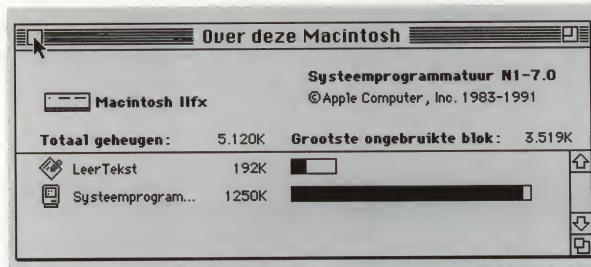 Over deze Macintosh
Systeemprogrammatuur N1-7.0
Macintosh IIfx
©Apple Computer, Inc. 1983-1991
Totaal geheugen: 5.120K Grootste ongebruikte blok: 3.519K
LeerTekst 192K
Systeemprogram... 1250K